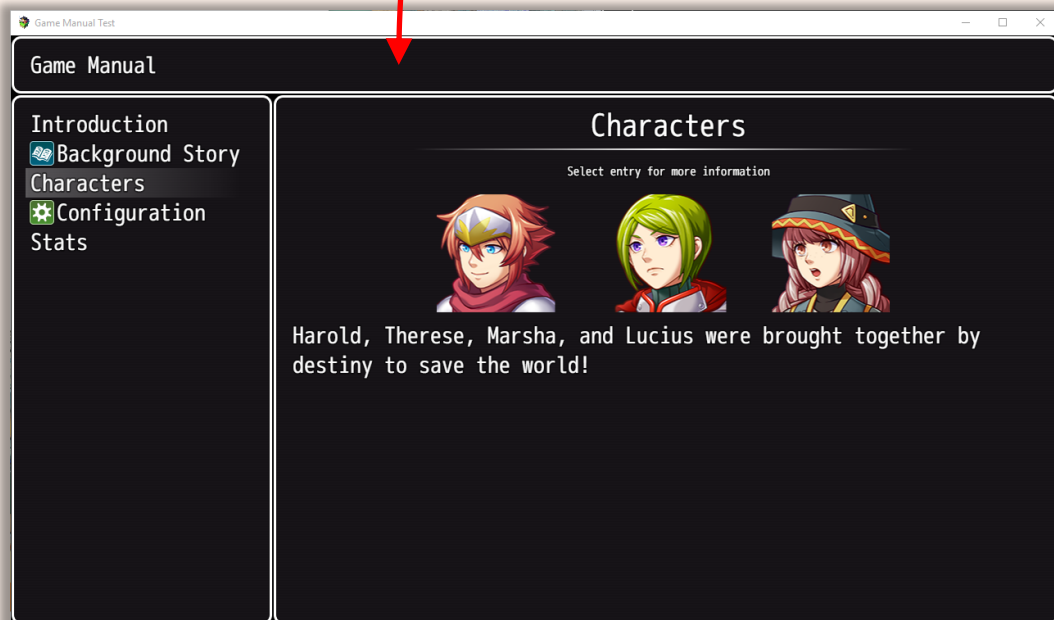 Game Manual Test
Game Manual
Introduction
Background Story
Characters
Configuration
Stats
Characters
Select entry for more information
Harold, Therese, Marsha, and Lucius were brought together by
destiny to save the world!